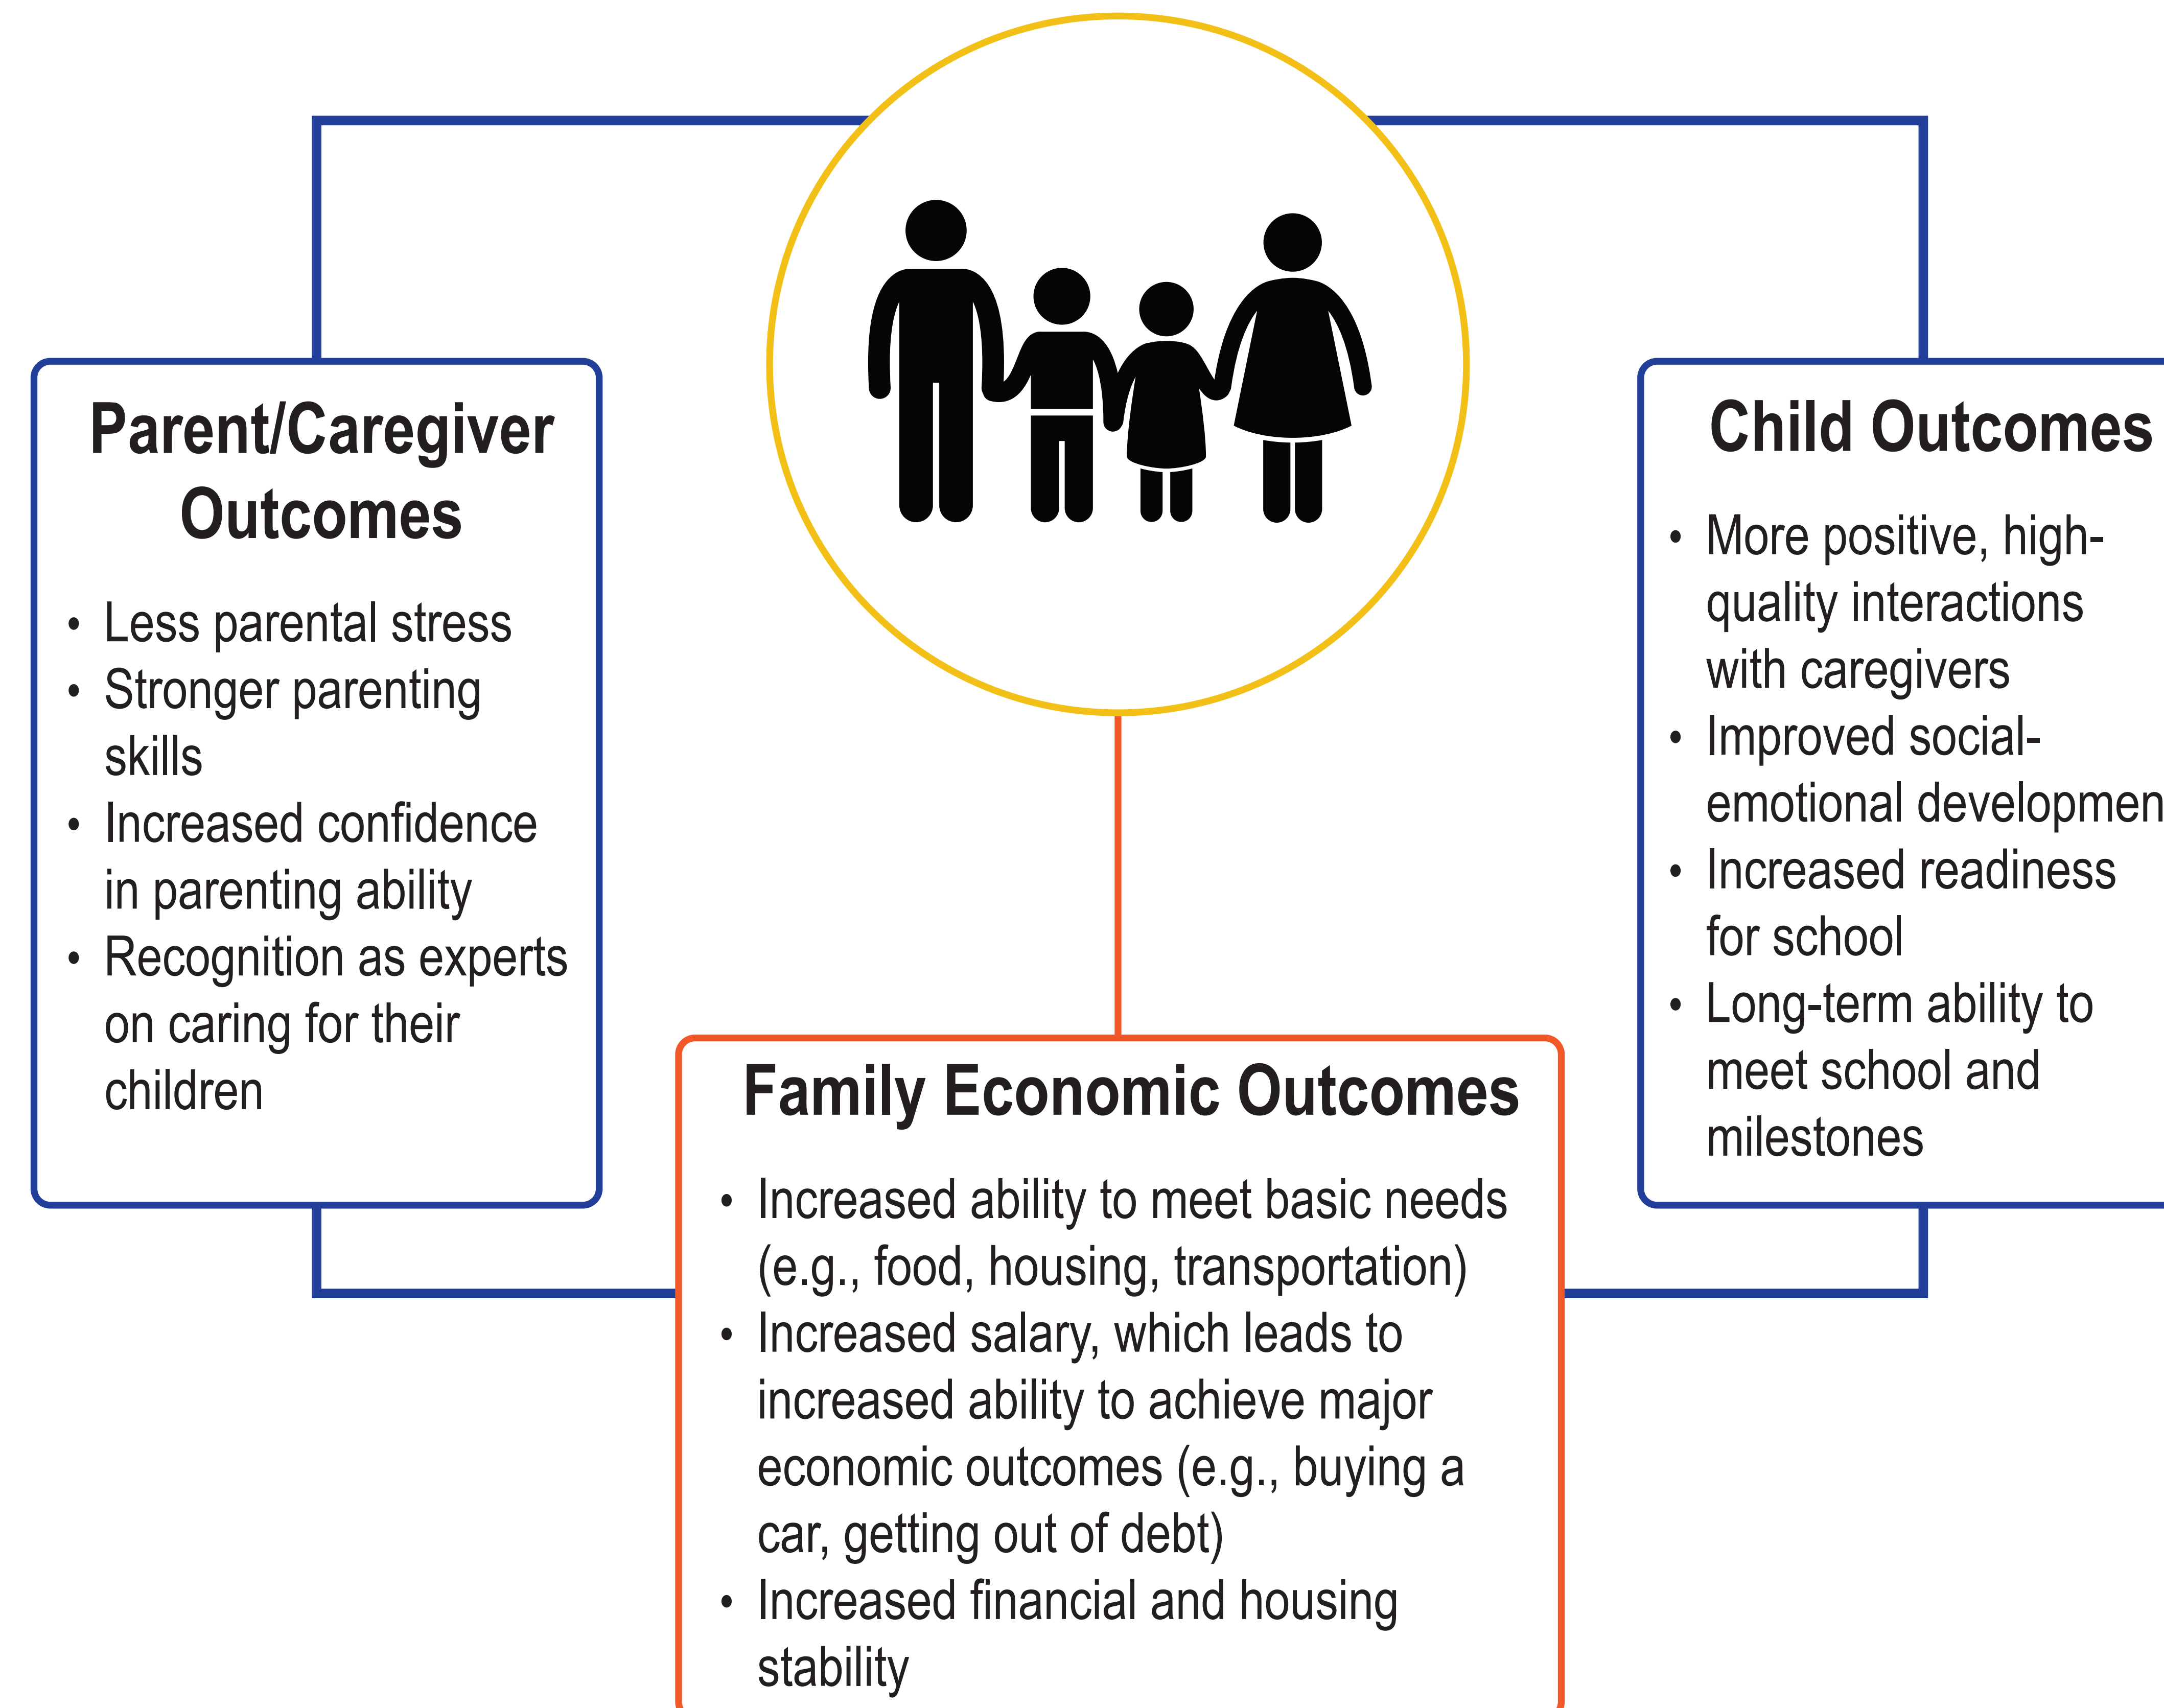 Parent/Caregiver
Outcomes
• Less parental stress
• Stronger parenting
skills
• Increased confidence
in parenting ability
• Recognition as experts
on caring for their
children
Child Outcomes
• More positive, high-
quality interactions
with caregivers
• Improved social-
emotional developmen
• Increased readiness
for school
• Long-term ability to
meet school and
milestones
Family Economic Outcomes
• Increased ability to meet basic needs
(e.g., food, housing, transportation)
• Increased salary, which leads to
increased ability to achieve major
economic outcomes (e.g., buying a
car, getting out of debt)
• Increased financial and housing
stability